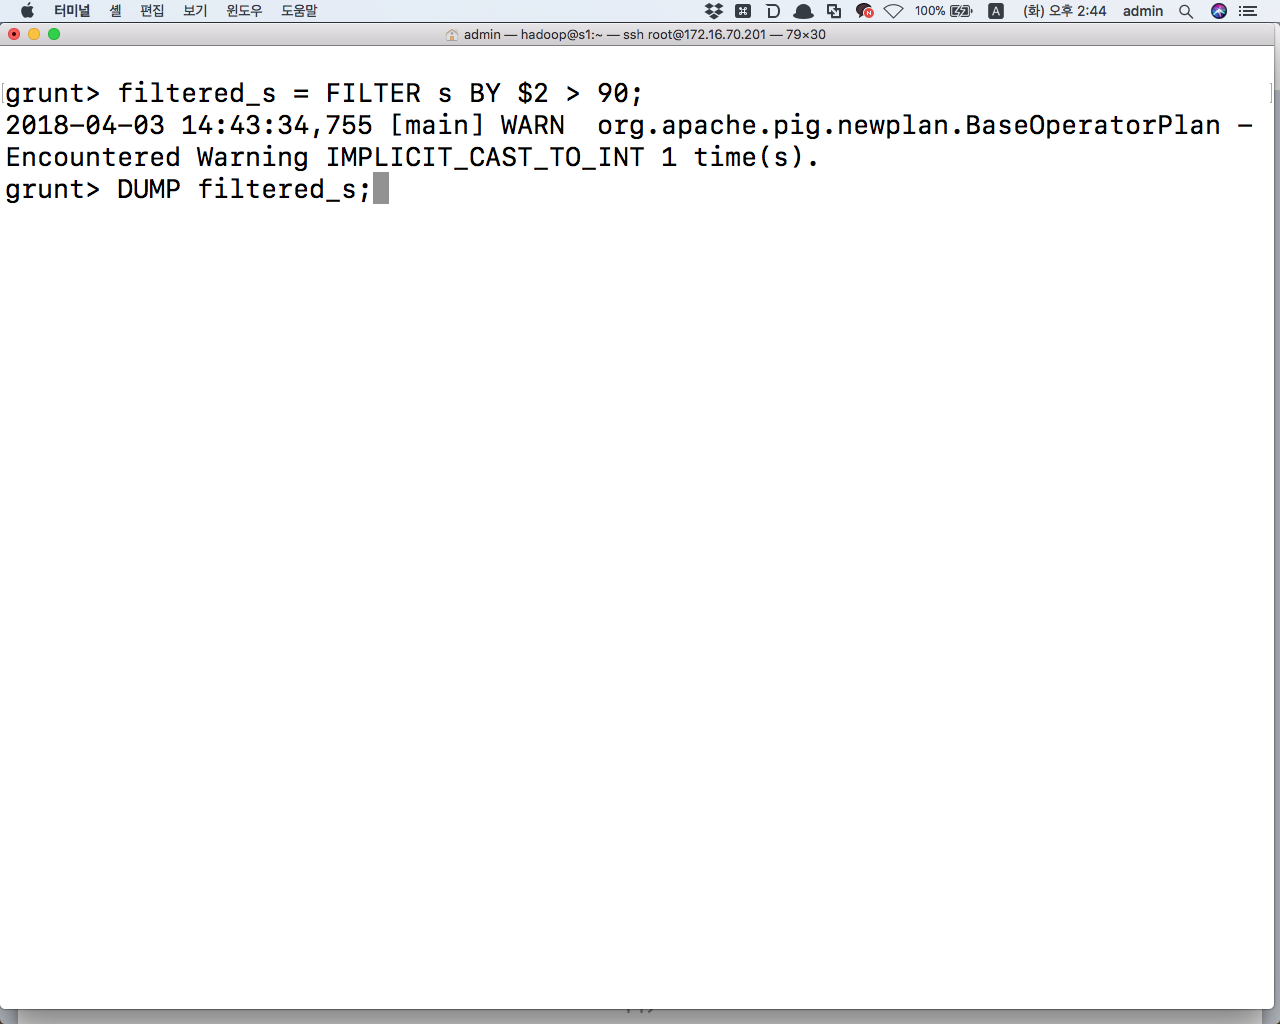 터미널 셸 편집 보기 윈도우 도움말 100% A (화) 오후 2:44 admin
admin — hadoop@s1:~ — ssh root@172.16.70.201 — 79×30
grunt> filtered_s = FILTER s BY $2 > 90;
2018-04-03 14:43:34,755 [main] WARN  org.apache.pig.newplan.BaseOperatorPlan -
Encountered Warning IMPLICIT_CAST_TO_INT 1 time(s).
grunt> DUMP filtered_s;